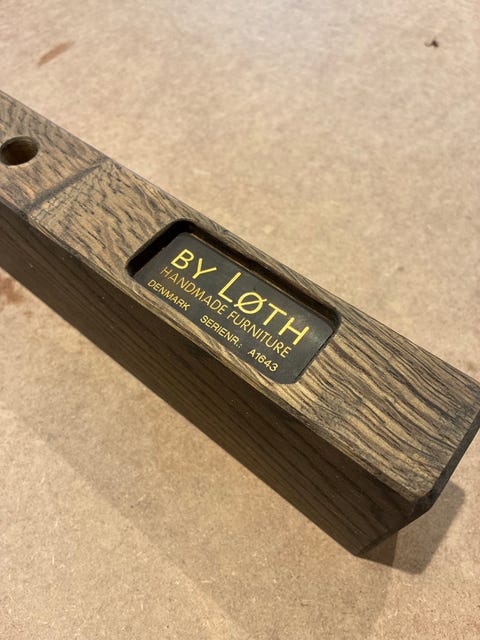 BY LØTH
HANDMADE FURNITURE
DENMARK SERIENR.: A1643